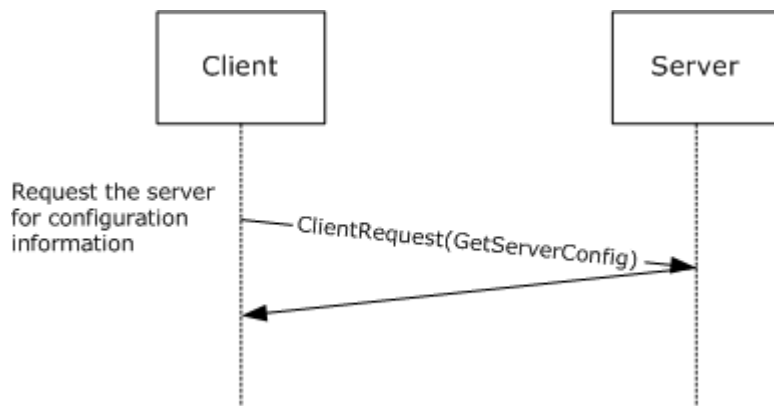 Client
Server
Request the server
for configuration
information
ClientRequest(GetServerConfig)